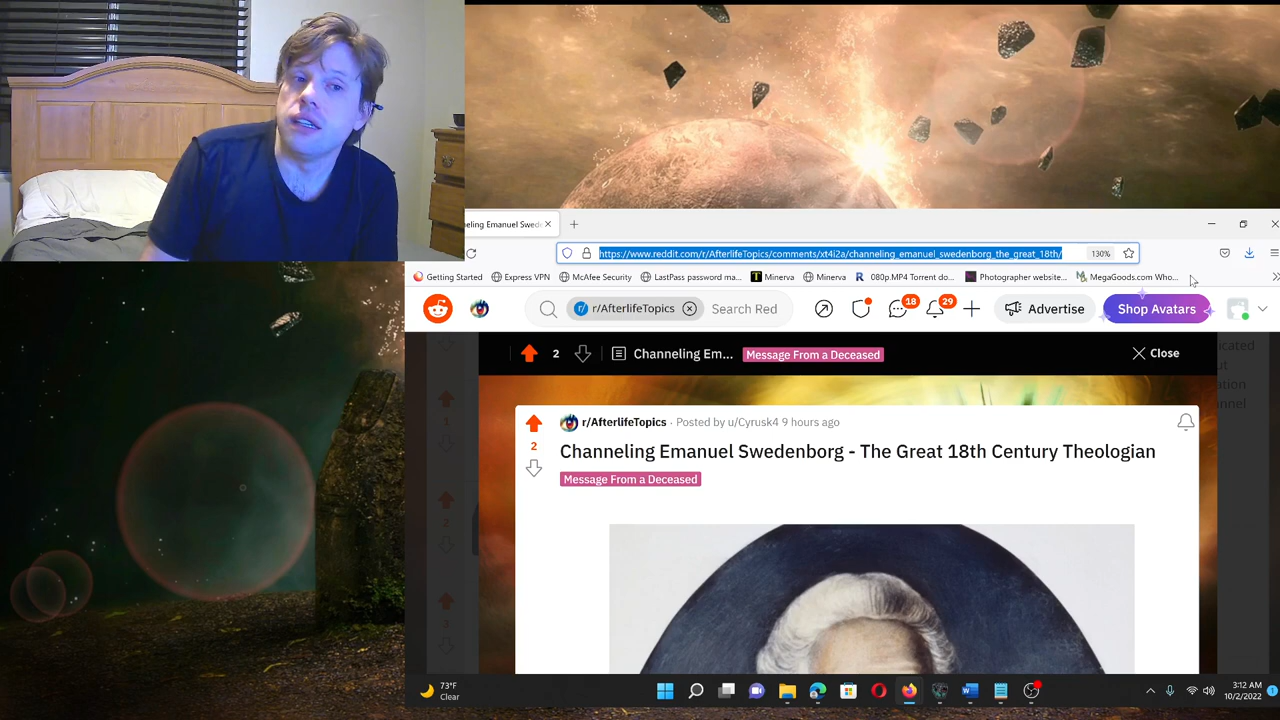 eling Emanuel Swede
https://www.reddit.com/r/AfterlifeTopics/comments/xt4i2a/channeling_emanuel_swedenborg_the_great_18th/
130%
Getting Started
Express VPN
McAfee Security
LastPass password ma...
Minerva
Minerva
080p.MP4 Torrent do...
Photographer website...
MegaGoods.com Who...
r/AfterlifeTopics
Search Red
18
29
Advertise
Shop Avatars
2
Channeling Em...
Message From a Deceased
Close
r/AfterlifeTopics · Posted by u/Cyrusk4 9 hours ago
2
Channeling Emanuel Swedenborg - The Great 18th Century Theologian
Message From a Deceased
73°F
Clear
3:12 AM
10/2/2022